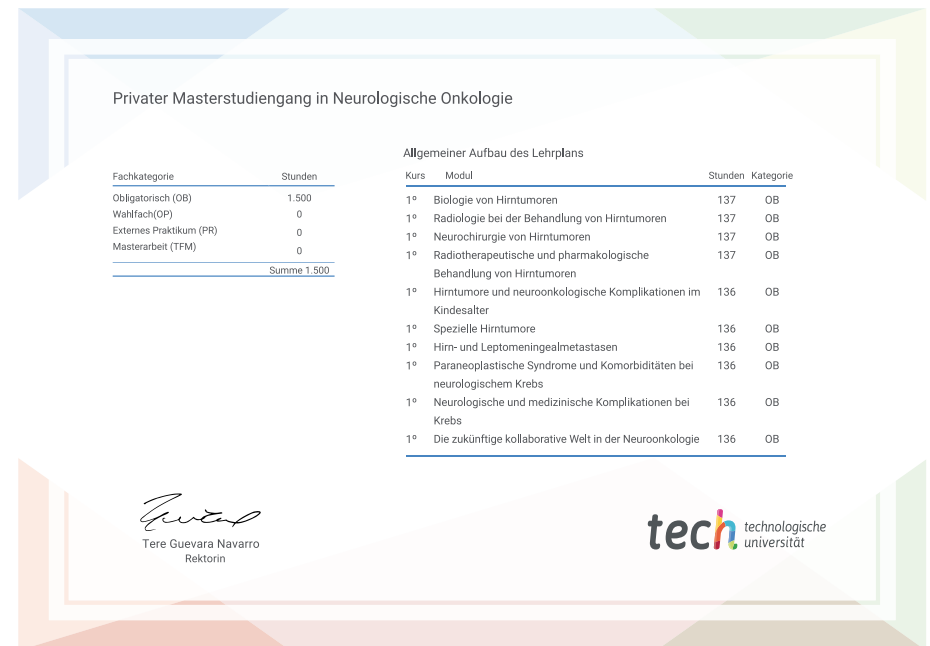 Privater Masterstudiengang in Neurologische Onkologie
Allgemeiner Aufbau des Lehrplans
Fachkategorie Stunden
Obligatorisch (OB) 1.500
Wahlfach(OP) 0
Externes Praktikum (PR) 0
Masterarbeit (TFM) 0
Summe 1.500
Kurs Modul Stunden Kategorie
1º Biologie von Hirntumoren 137 OB
1º Radiologie bei der Behandlung von Hirntumoren 137 OB
1º Neurochirurgie von Hirntumoren 137 OB
1º Radiotherapeutische und pharmakologische 137 OB
Behandlung von Hirntumoren
1º Hirntumore und neuroonkologische Komplikationen im 136 OB
Kindesalter
1º Spezielle Hirntumore 136 OB
1º Hirn- und Leptomeningealmetastasen 136 OB
1º Paraneoplastische Syndrome und Komorbiditäten bei 136 OB
neurologischem Krebs
1º Neurologische und medizinische Komplikationen bei 136 OB
Krebs
1º Die zukünftige kollaborative Welt in der Neuroonkologie 136 OB
Tere Guevara Navarro
Rektorin
tech technologische
universität